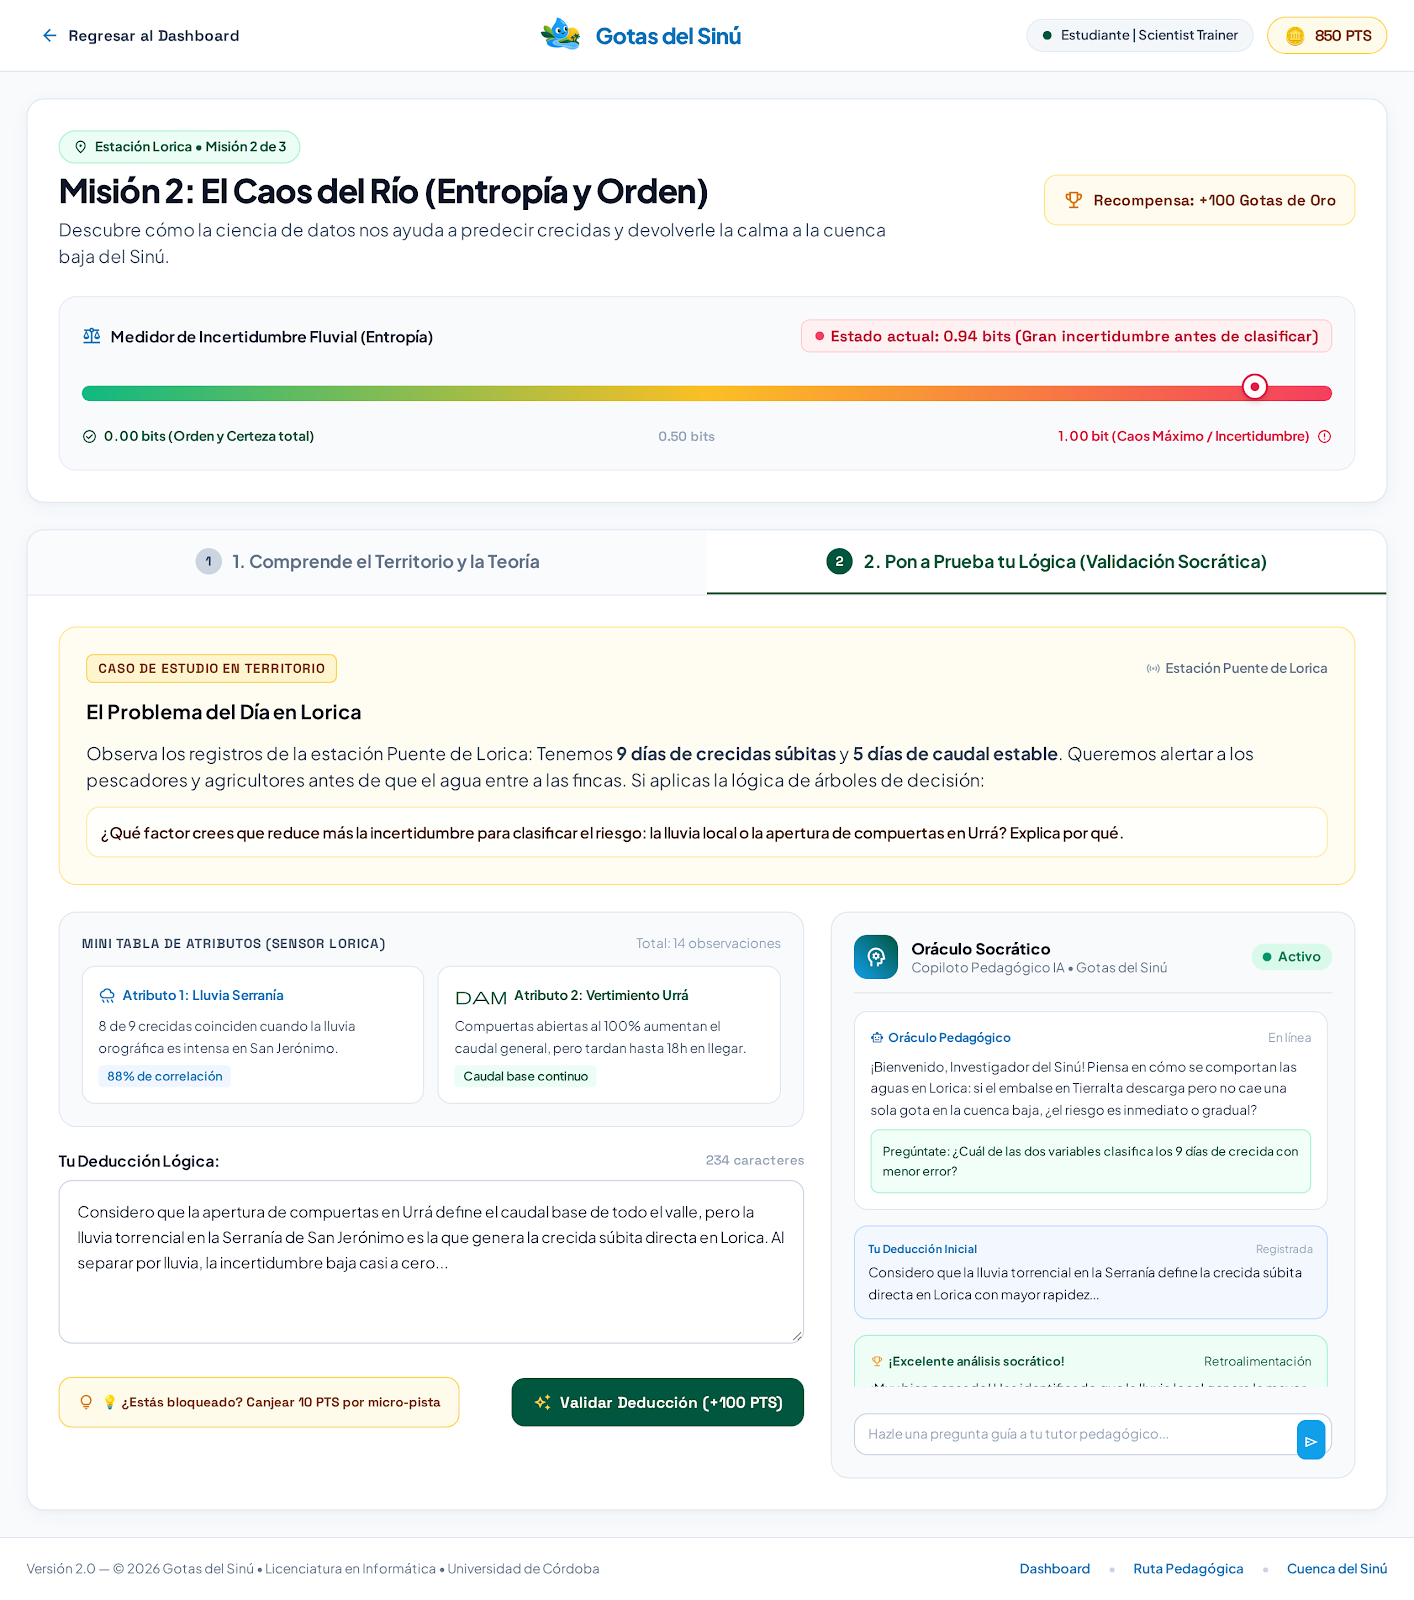 Regresar al Dashboard
Gotas del Sinú
Estudiante | Scientist Trainer
850 PTS
Estación Lorica • Misión 2 de 3
Misión 2: El Caos del Río (Entropía y Orden)
Descubre cómo la ciencia de datos nos ayuda a predecir crecidas y devolverle la calma a la cuenca
baja del Sinú.
Recompensa: +100 Gotas de Oro
Medidor de Incertidumbre Fluvial (Entropía)
Estado actual: 0.94 bits (Gran incertidumbre antes de clasificar)
0.00 bits (Orden y Certeza total)
0.50 bits
1.00 bit (Caos Máximo / Incertidumbre)
1 1. Comprende el Territorio y la Teoría
2 2. Pon a Prueba tu Lógica (Validación Socrática)
CASO DE ESTUDIO EN TERRITORIO
Estación Puente de Lorica
El Problema del Día en Lorica
Observa los registros de la estación Puente de Lorica: Tenemos 9 días de crecidas súbitas y 5 días de caudal estable. Queremos alertar a los
pescadores y agricultores antes de que el agua entre a las fincas. Si aplicas la lógica de árboles de decisión:
¿Qué factor crees que reduce más la incertidumbre para clasificar el riesgo: la lluvia local o la apertura de compuertas en Urrá? Explica por qué.
MINI TABLA DE ATRIBUTOS (SENSOR LORICA)
Total: 14 observaciones
Atributo 1: Lluvia Serranía
8 de 9 crecidas coinciden cuando la lluvia
orográfica es intensa en San Jerónimo.
88% de correlación
DAM Atributo 2: Vertimiento Urrá
Compuertas abiertas al 100% aumentan el
caudal general, pero tardan hasta 18h en llegar.
Caudal base continuo
Tu Deducción Lógica:
234 caracteres
Considero que la apertura de compuertas en Urrá define el caudal base de todo el valle, pero la
lluvia torrencial en la Serranía de San Jerónimo es la que genera la crecida súbita directa en Lorica. Al
separar por lluvia, la incertidumbre baja casi a cero...
¿Estás bloqueado? Canjear 10 PTS por micro-pista
Validar Deducción (+100 PTS)
Oráculo Socrático
Copiloto Pedagógico IA • Gotas del Sinú
Activo
Oráculo Pedagógico
En línea
¡Bienvenido, Investigador del Sinú! Piensa en cómo se comportan las
aguas en Lorica: si el embalse en Tierralta descarga pero no cae una
sola gota en la cuenca baja, ¿el riesgo es inmediato o gradual?
Pregúntate: ¿Cuál de las dos variables clasifica los 9 días de crecida con
menor error?
Tu Deducción Inicial
Registrada
Considero que la lluvia torrencial en la Serranía define la crecida súbita
directa en Lorica con mayor rapidez...
¡Excelente análisis socrático!
Retroalimentación
Hazle una pregunta guía a tu tutor pedagógico...
Versión 2.0 — © 2026 Gotas del Sinú • Licenciatura en Informática • Universidad de Córdoba
Dashboard • Ruta Pedagógica • Cuenca del Sinú